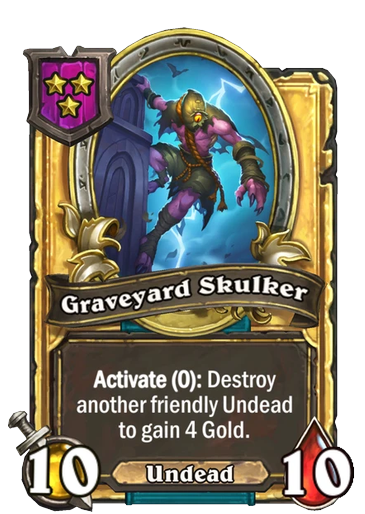 Graveyard Skulker
Activate (0): Destroy
another friendly Undead
to gain 4 Gold.
10
Undead
10